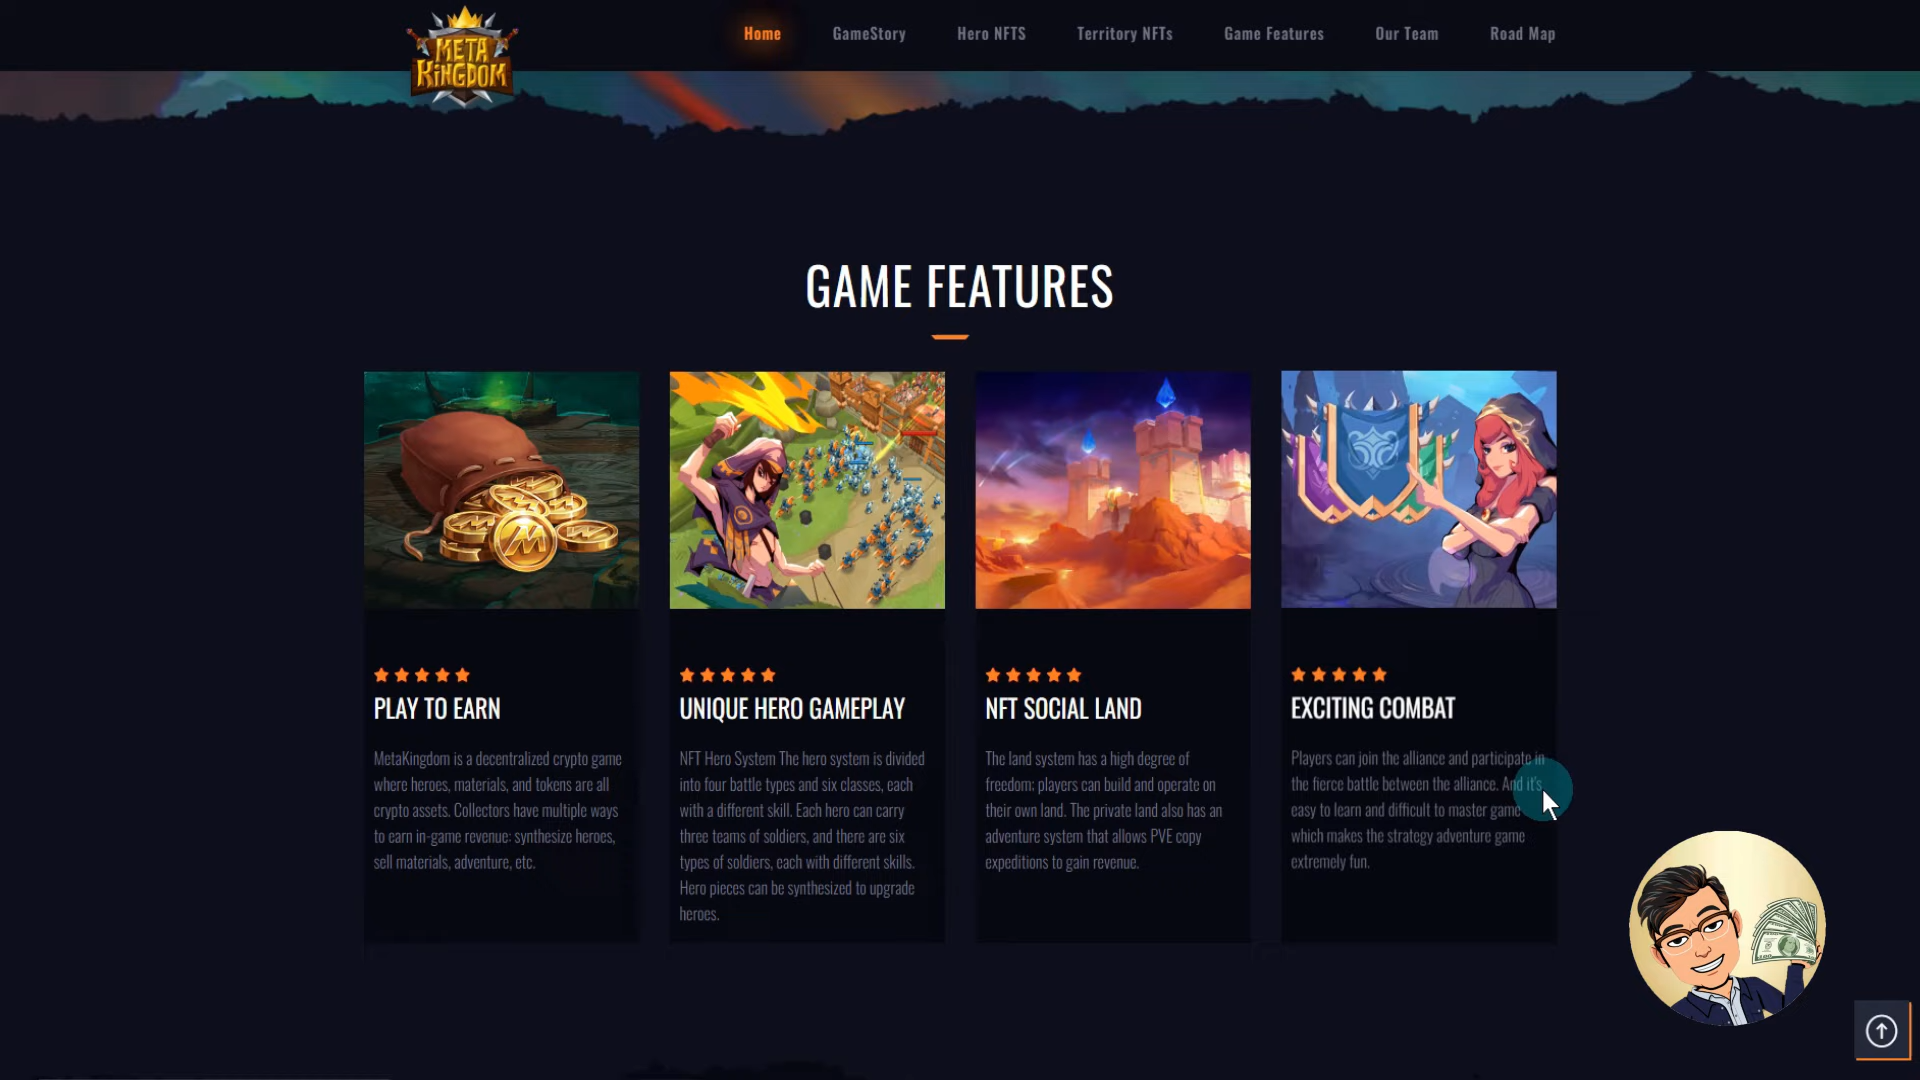 META
KINGDOM
Home GameStory Hero NFTS Territory NFTs Game Features Our Team Road Map
GAME FEATURES
PLAY TO EARN
MetaKingdom is a decentralized crypto game
where heroes, materials, and tokens are all
crypto assets. Collectors have multiple ways
to earn in-game revenue: synthesize heroes,
sell materials, adventure, etc.
UNIQUE HERO GAMEPLAY
NFT Hero System The hero system is divided
into four battle types and six classes, each
with a different skill. Each hero can carry
three teams of soldiers, and there are six
types of soldiers, each with different skills.
Hero pieces can be synthesized to upgrade
heroes.
NFT SOCIAL LAND
The land system has a high degree of
freedom; players can build and operate on
their own land. The private land also has an
adventure system that allows PVE copy
expeditions to gain revenue.
EXCITING COMBAT
Players can join the alliance and participate in
the fierce battle between the alliance. And it's
easy to learn and difficult to master game
which makes the strategy adventure game
extremely fun.